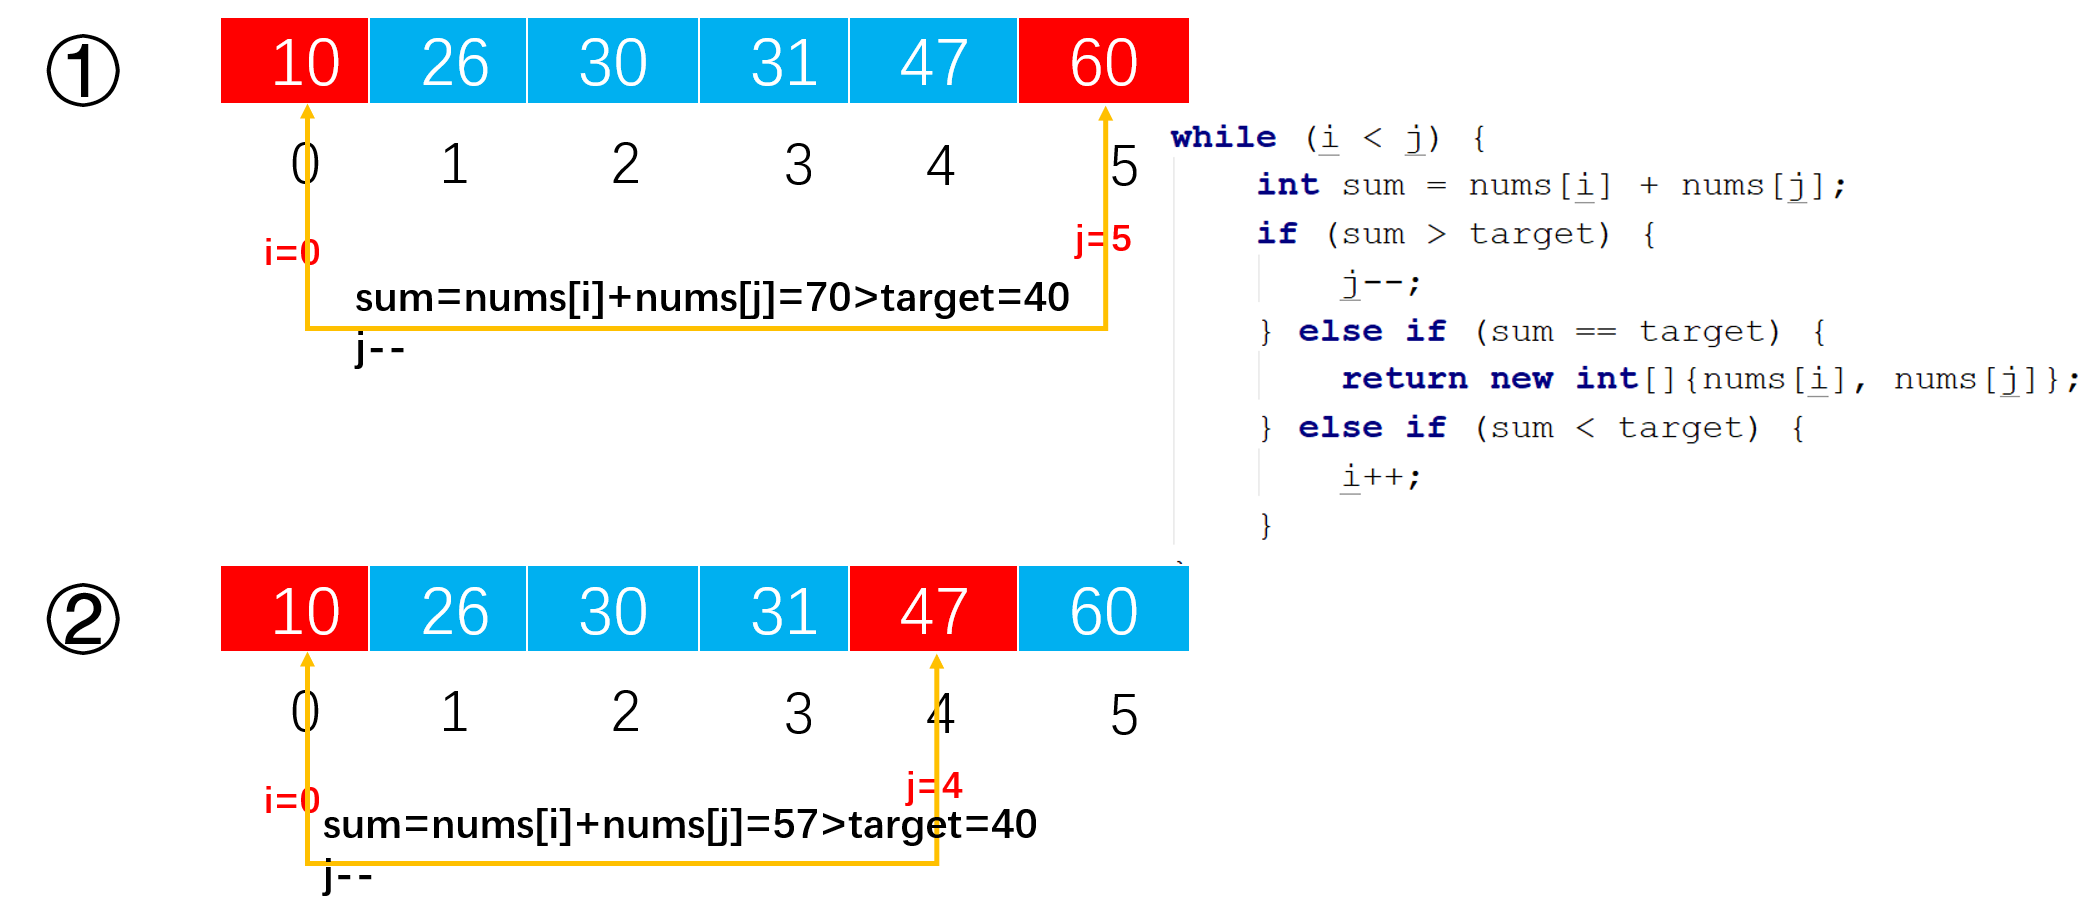 ①
10 26 30 31 47 60
0 1 2 3 4 5
i=0
j=5
sum=nums[i]+nums[j]=70>target=40
j--
while (i < j) {
int sum = nums[i] + nums[j];
if (sum > target) {
j--;
} else if (sum == target) {
return new int[]{nums[i], nums[j]};
} else if (sum < target) {
i++;
}
②
10 26 30 31 47 60
0 1 2 3 4 5
i=0
j=4
sum=nums[i]+nums[j]=57>target=40
j--